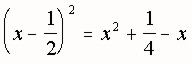 (x - 1/2)² = x² + 1/4 - x